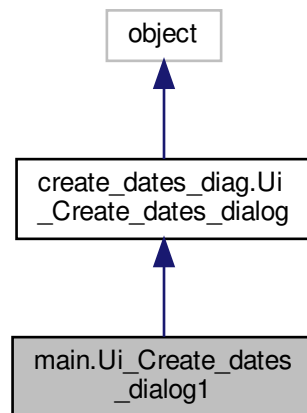 object
create_dates_diag.Ui
_Create_dates_dialog
main.Ui_Create_dates
_dialog1